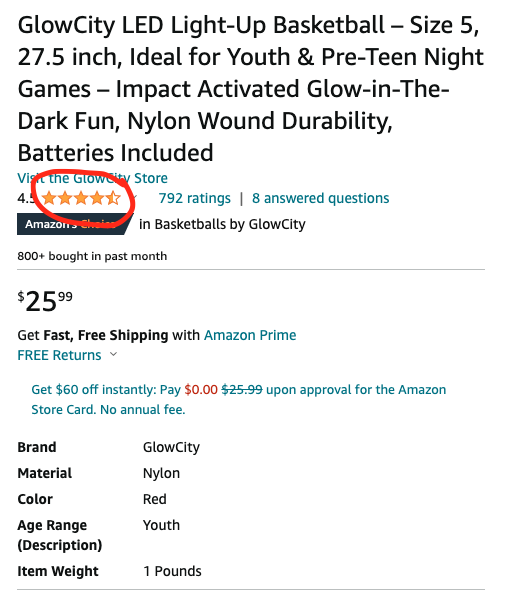 GlowCity LED Light-Up Basketball – Size 5,
27.5 inch, Ideal for Youth & Pre-Teen Night
Games – Impact Activated Glow-in-The-
Dark Fun, Nylon Wound Durability,
Batteries Included
Visit the GlowCity Store
4.5 792 ratings | 8 answered questions
Amazon's Choice in Basketballs by GlowCity
800+ bought in past month
$25.99
Get Fast, Free Shipping with Amazon Prime
FREE Returns
Get $60 off instantly: Pay $0.00 $25.99 upon approval for the Amazon
Store Card. No annual fee.
Brand GlowCity
Material Nylon
Color Red
Age Range Youth
(Description)
Item Weight 1 Pounds